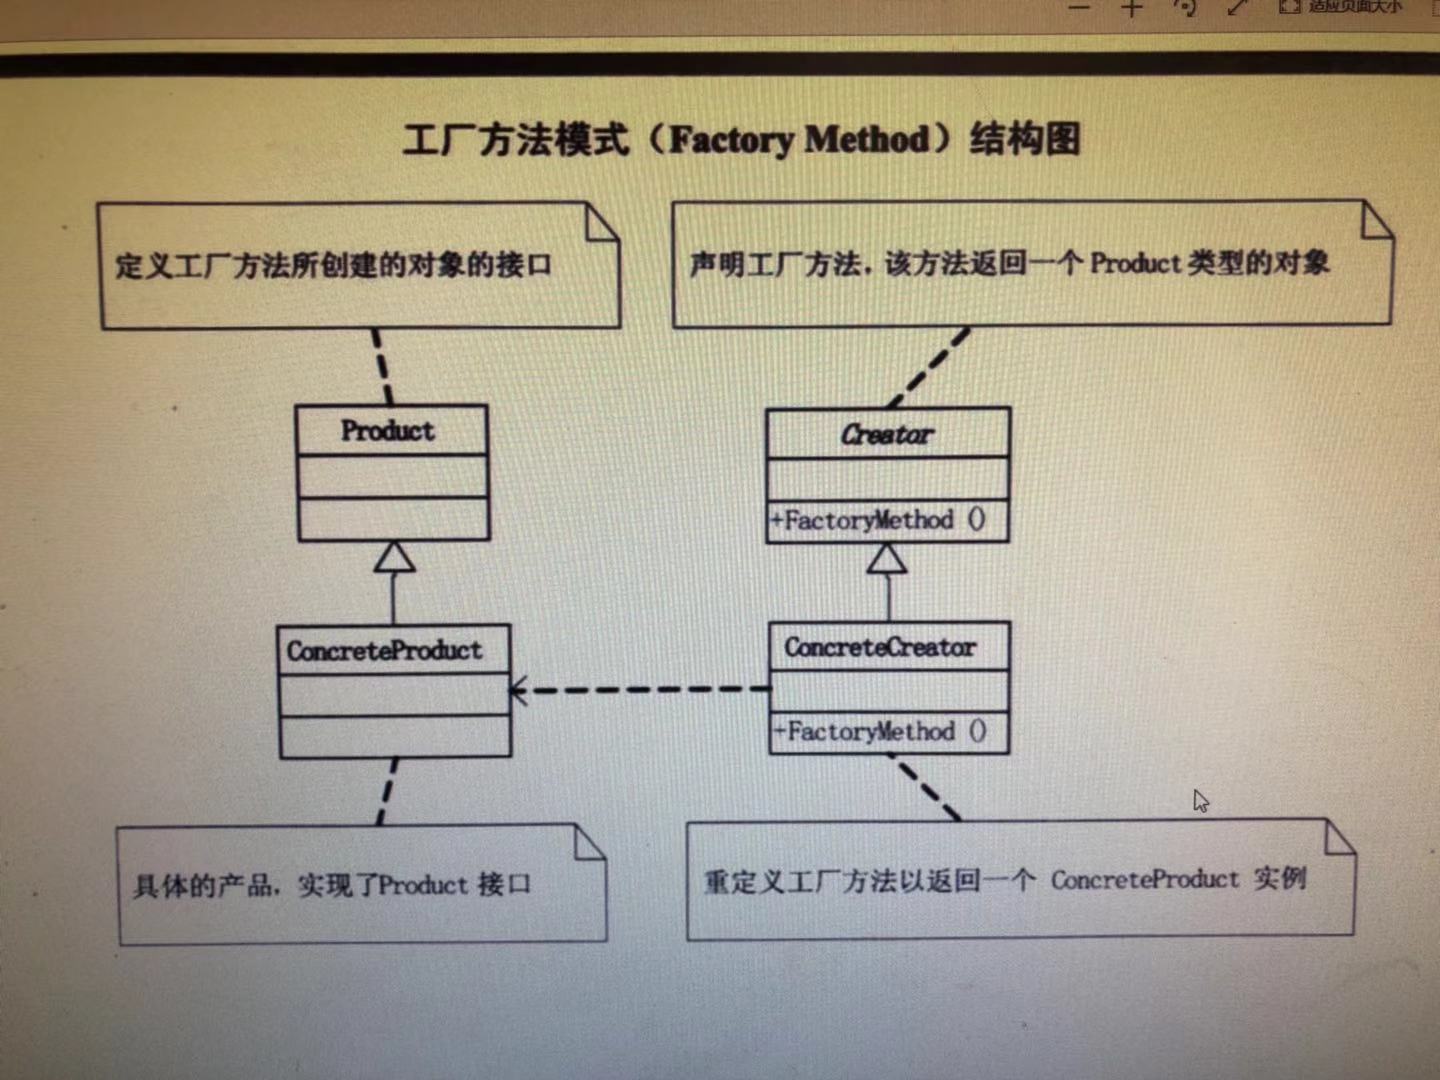 适应页面大小
工厂方法模式（Factory Method）结构图
定义工厂方法所创建的对象的接口
声明工厂方法，该方法返回一个 Product 类型的对象
Product
Creator
+FactoryMethod ()
ConcreteProduct
ConcreteCreator
+FactoryMethod ()
具体的产品，实现了Product 接口
重定义工厂方法以返回一个 ConcreteProduct 实例